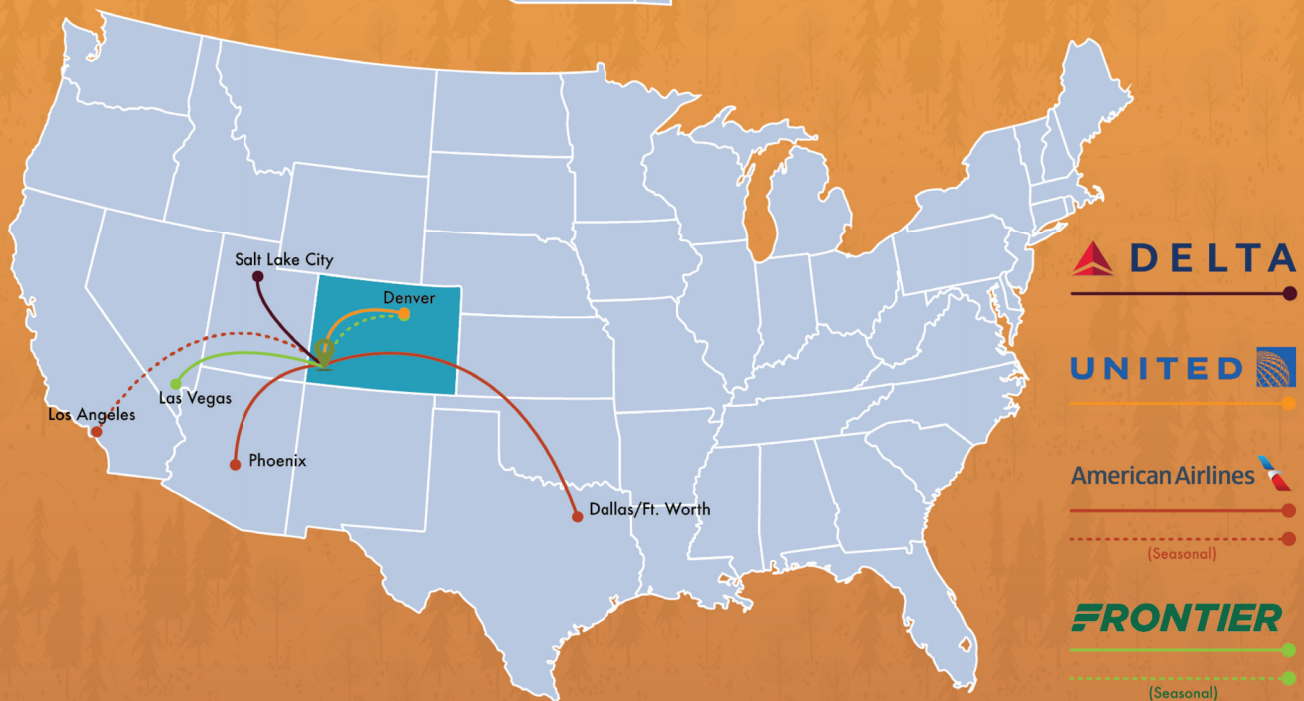 Salt Lake City
Denver
Las Vegas
Los Angeles
Phoenix
Dallas/Ft. Worth
DELTA
UNITED
American Airlines
(Seasonal)
FRONTIER
(Seasonal)